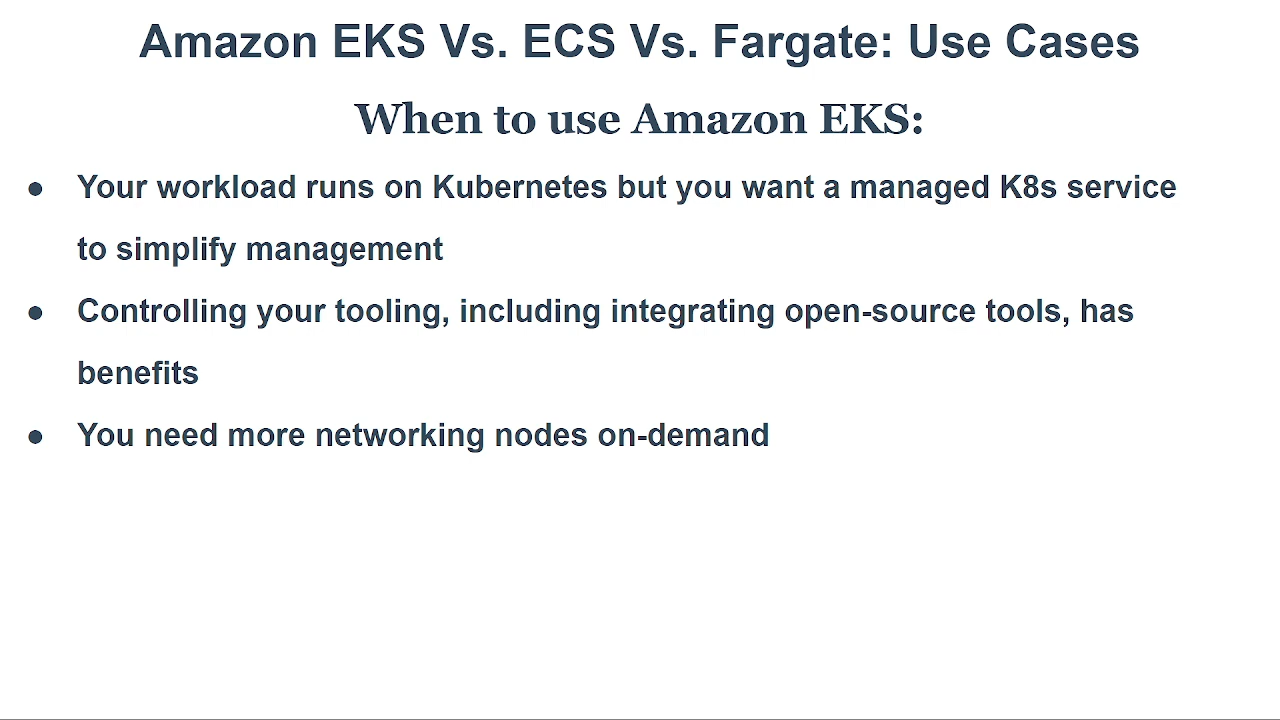 Amazon EKS Vs. ECS Vs. Fargate: Use Cases
When to use Amazon EKS:
● Your workload runs on Kubernetes but you want a managed K8s service
to simplify management
● Controlling your tooling, including integrating open-source tools, has
benefits
● You need more networking nodes on-demand